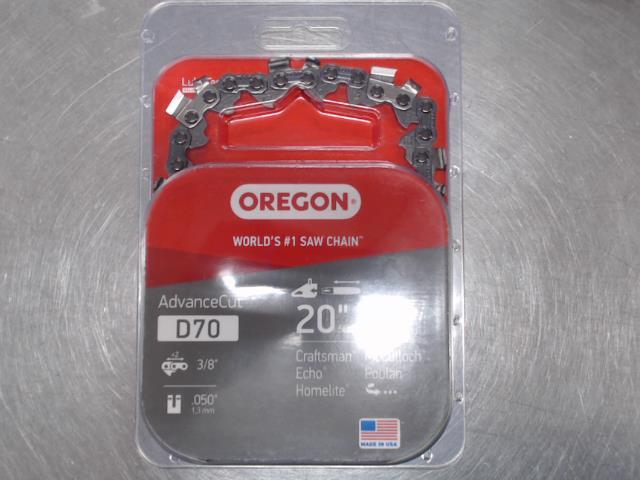 OREGON®
WORLD'S #1 SAW CHAIN™
AdvanceCut
D70
20"
3/8"
Craftsman McCulloch
Echo® Poulan
Homelite
.050"
1,3 mm
MADE IN USA